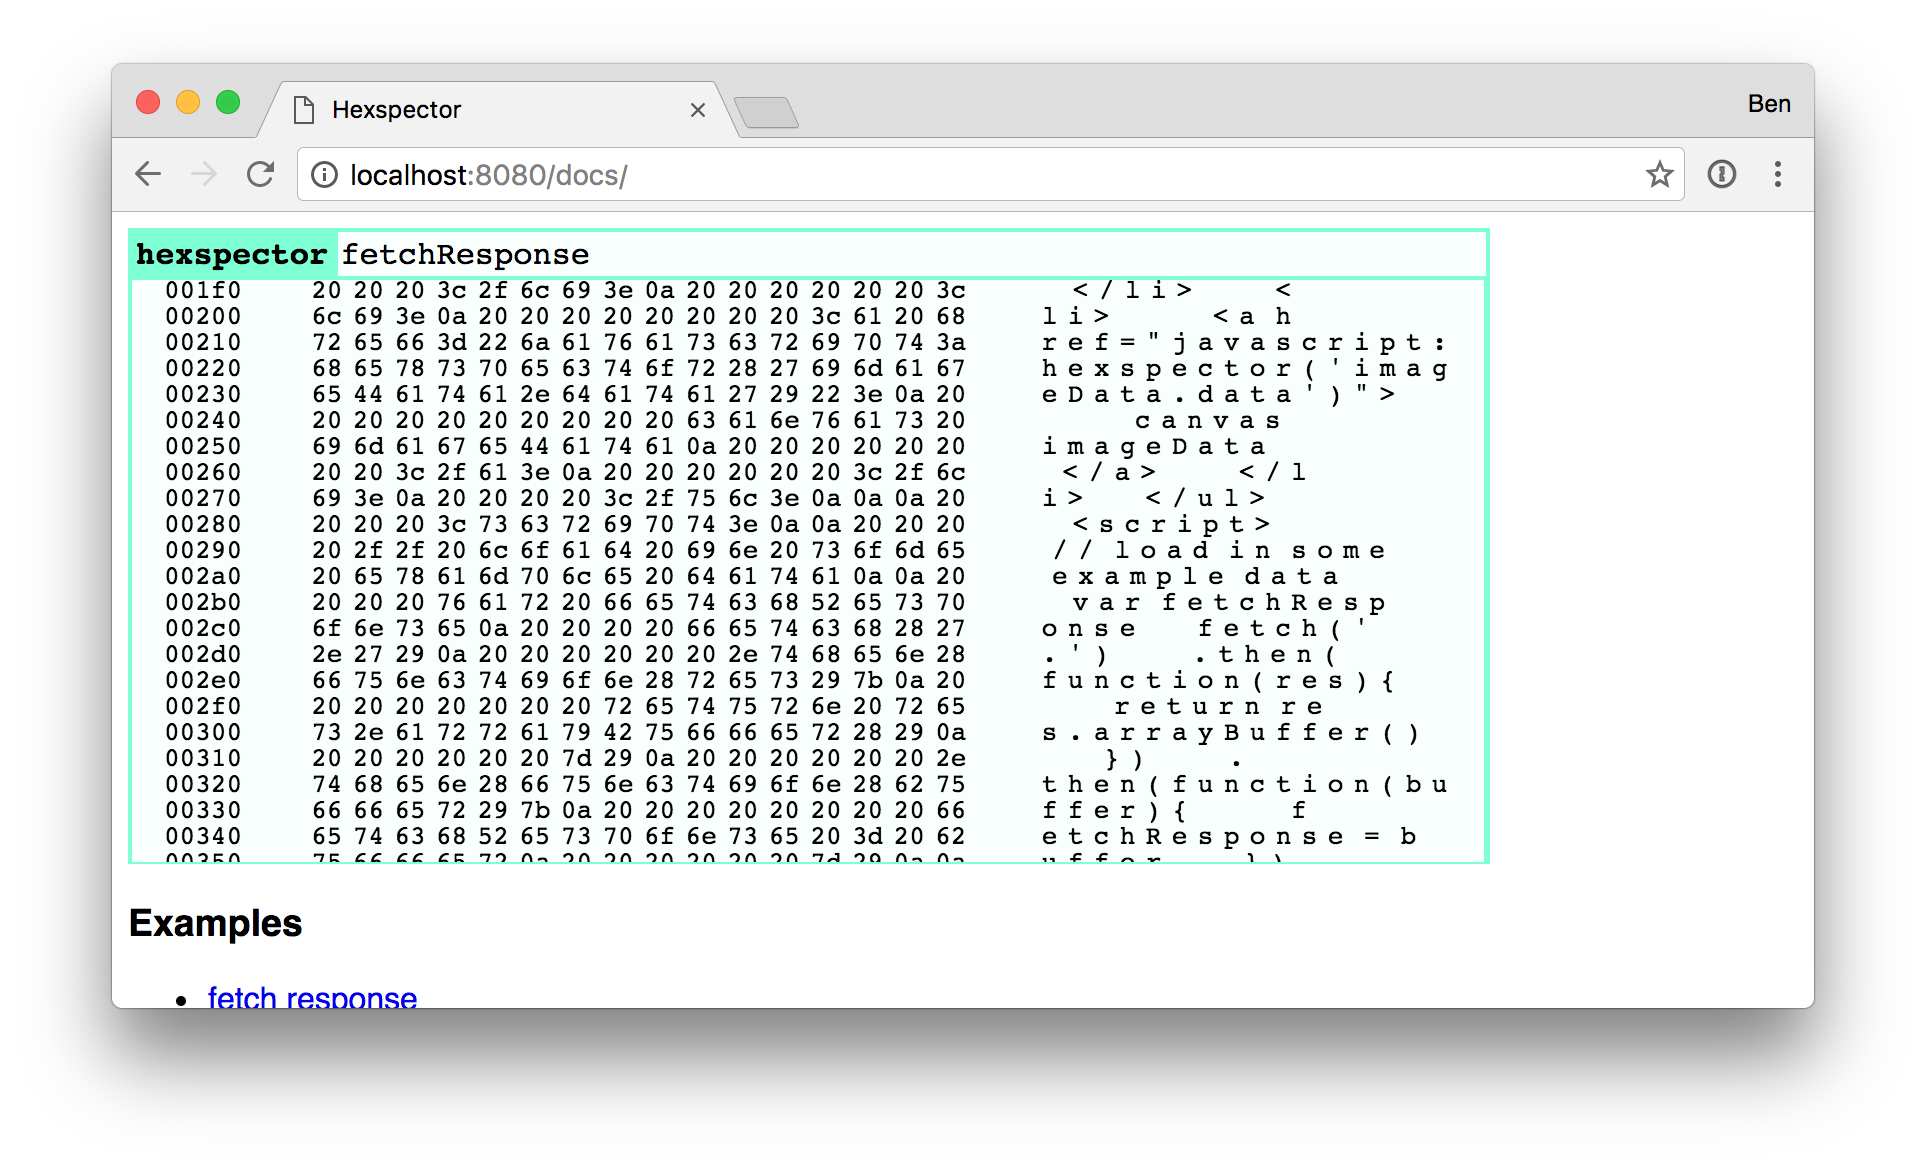 Hexspector
Ben
localhost:8080/docs/
hexspector fetchResponse
001f0 20 20 20 3c 2f 6c 69 3e 0a 20 20 20 20 20 20 3c </li> <
00200 6c 69 3e 0a 20 20 20 20 20 20 20 20 3c 61 20 68 li> <a h
00210 72 65 66 3d 22 6a 61 76 61 73 63 72 69 70 74 3a ref="javascript:
00220 68 65 78 73 70 65 63 74 6f 72 28 27 69 6d 61 67 hexspector('imag
00230 65 44 61 74 61 2e 64 61 74 61 27 29 22 3e 0a 20 eData.data')">
00240 20 20 20 20 20 20 20 20 20 63 61 6e 76 61 73 20 canvas
00250 69 6d 61 67 65 44 61 74 61 0a 20 20 20 20 20 20 imageData
00260 20 20 3c 2f 61 3e 0a 20 20 20 20 20 20 3c 2f 6c </a> </l
00270 69 3e 0a 20 20 20 20 3c 2f 75 6c 3e 0a 0a 0a 20 i> </ul>
00280 20 20 20 3c 73 63 72 69 70 74 3e 0a 0a 20 20 20 <script>
00290 20 2f 2f 20 6c 6f 61 64 20 69 6e 20 73 6f 6d 65 // load in some
002a0 20 65 78 61 6d 70 6c 65 20 64 61 74 61 0a 0a 20 example data
002b0 20 20 20 76 61 72 20 66 65 74 63 68 52 65 73 70 var fetchResp
002c0 6f 6e 73 65 0a 20 20 20 20 66 65 74 63 68 28 27 onse fetch('
002d0 2e 27 29 0a 20 20 20 20 20 20 2e 74 68 65 6e 28 .') .then(
002e0 66 75 6e 63 74 69 6f 6e 28 72 65 73 29 7b 0a 20 function(res){
002f0 20 20 20 20 20 20 20 72 65 74 75 72 6e 20 72 65 return re
00300 73 2e 61 72 72 61 79 42 75 66 66 65 72 28 29 0a s.arrayBuffer()
00310 20 20 20 20 20 20 7d 29 0a 20 20 20 20 20 20 2e }) .
00320 74 68 65 6e 28 66 75 6e 63 74 69 6f 6e 28 62 75 then(function(bu
00330 66 66 65 72 29 7b 0a 20 20 20 20 20 20 20 20 66 ffer){ f
00340 65 74 63 68 52 65 73 70 6f 6e 73 65 20 3d 20 62 etchResponse = b
00350 75 66 66 65 72 0a 20 20 20 20 20 20 7d 29 0a 0a uffer })
Examples
• fetch response